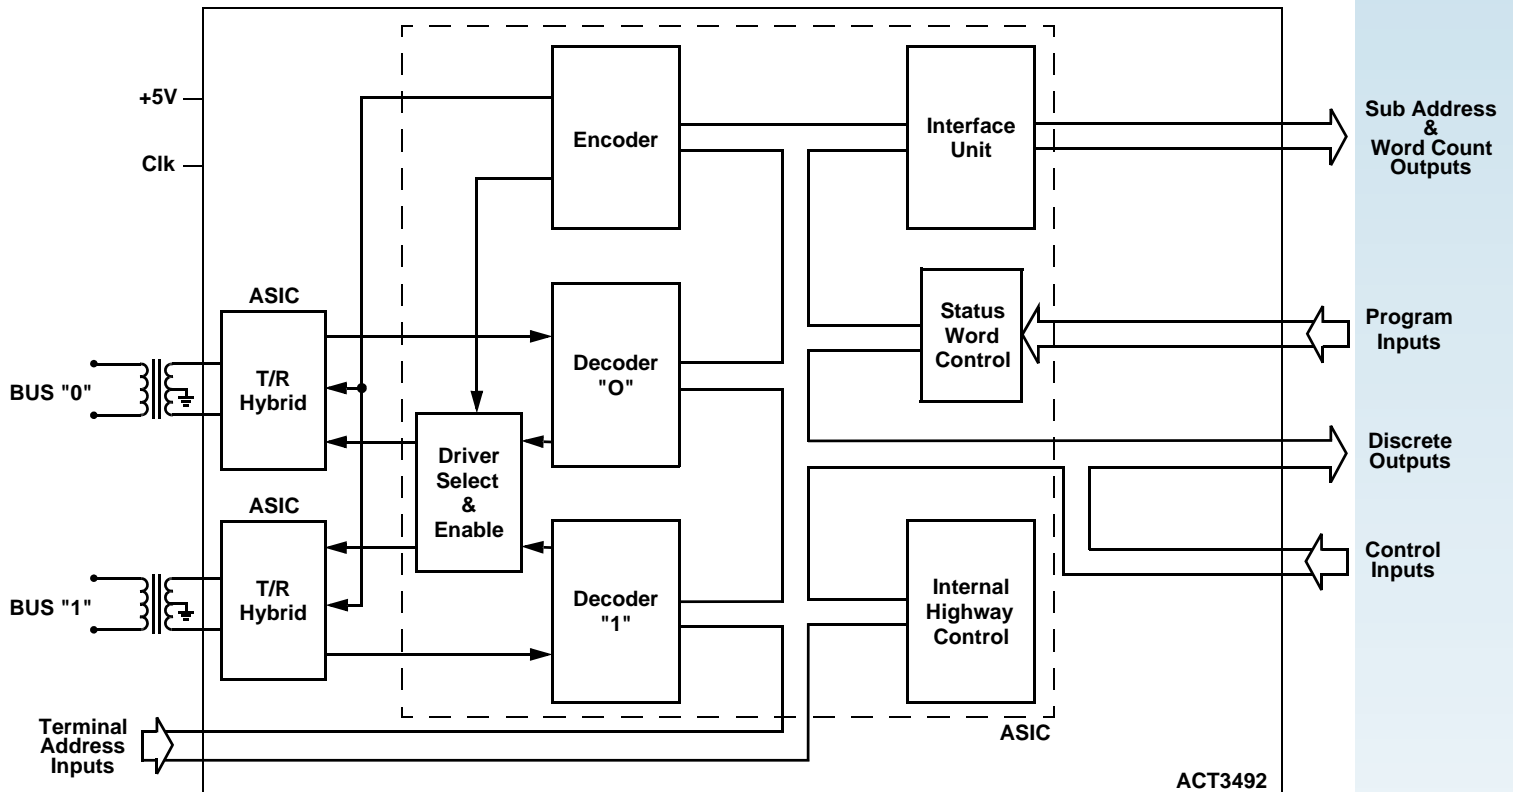 +5V
Clk
Encoder
Interface
Unit
Sub Address
&
Word Count
Outputs
ASIC
T/R
Hybrid
BUS "0"
Decoder
"O"
Status
Word
Control
Program
Inputs
Driver
Select
&
Enable
Discrete
Outputs
ASIC
T/R
Hybrid
BUS "1"
Decoder
"1"
Internal
Highway
Control
Control
Inputs
Terminal
Address
Inputs
ASIC
ACT3492